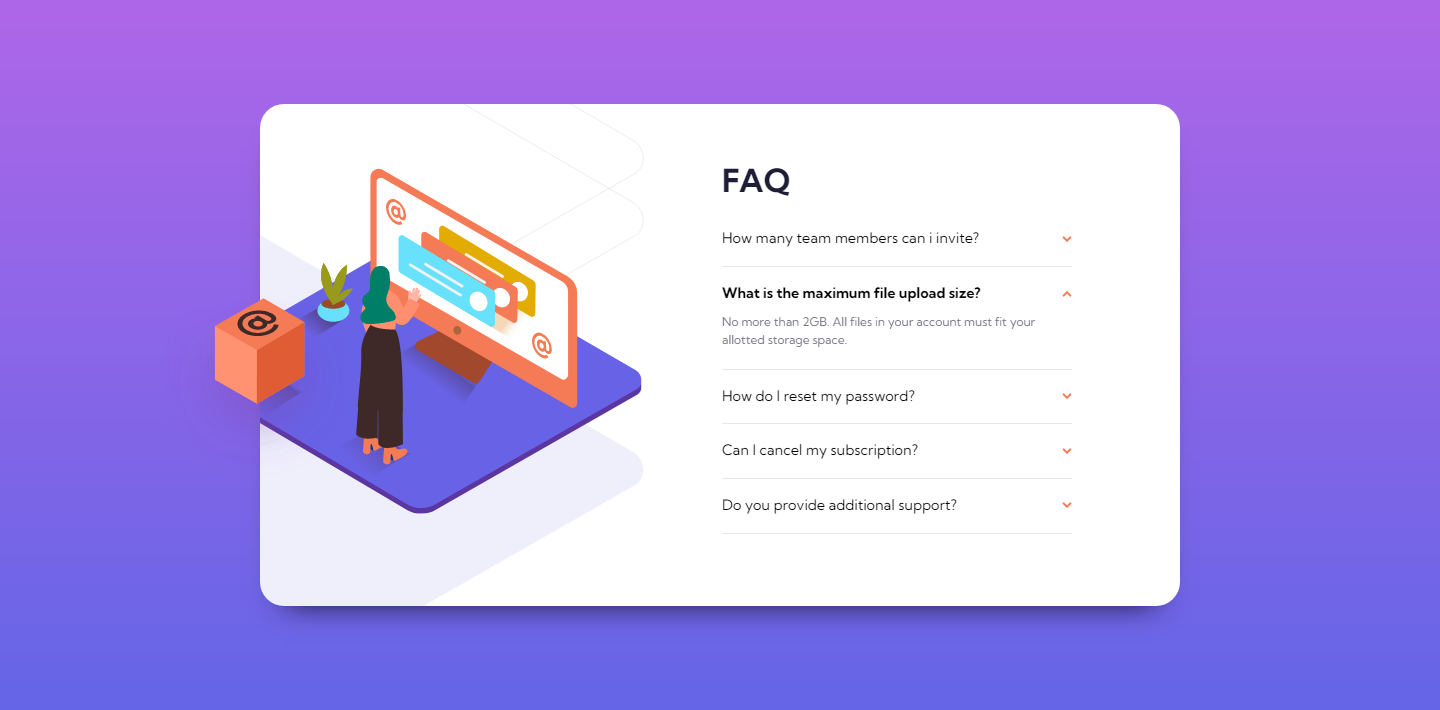 FAQ
How many team members can i invite?
What is the maximum file upload size?
No more than 2GB. All files in your account must fit your
allotted storage space.
How do I reset my password?
Can I cancel my subscription?
Do you provide additional support?
@
@
@